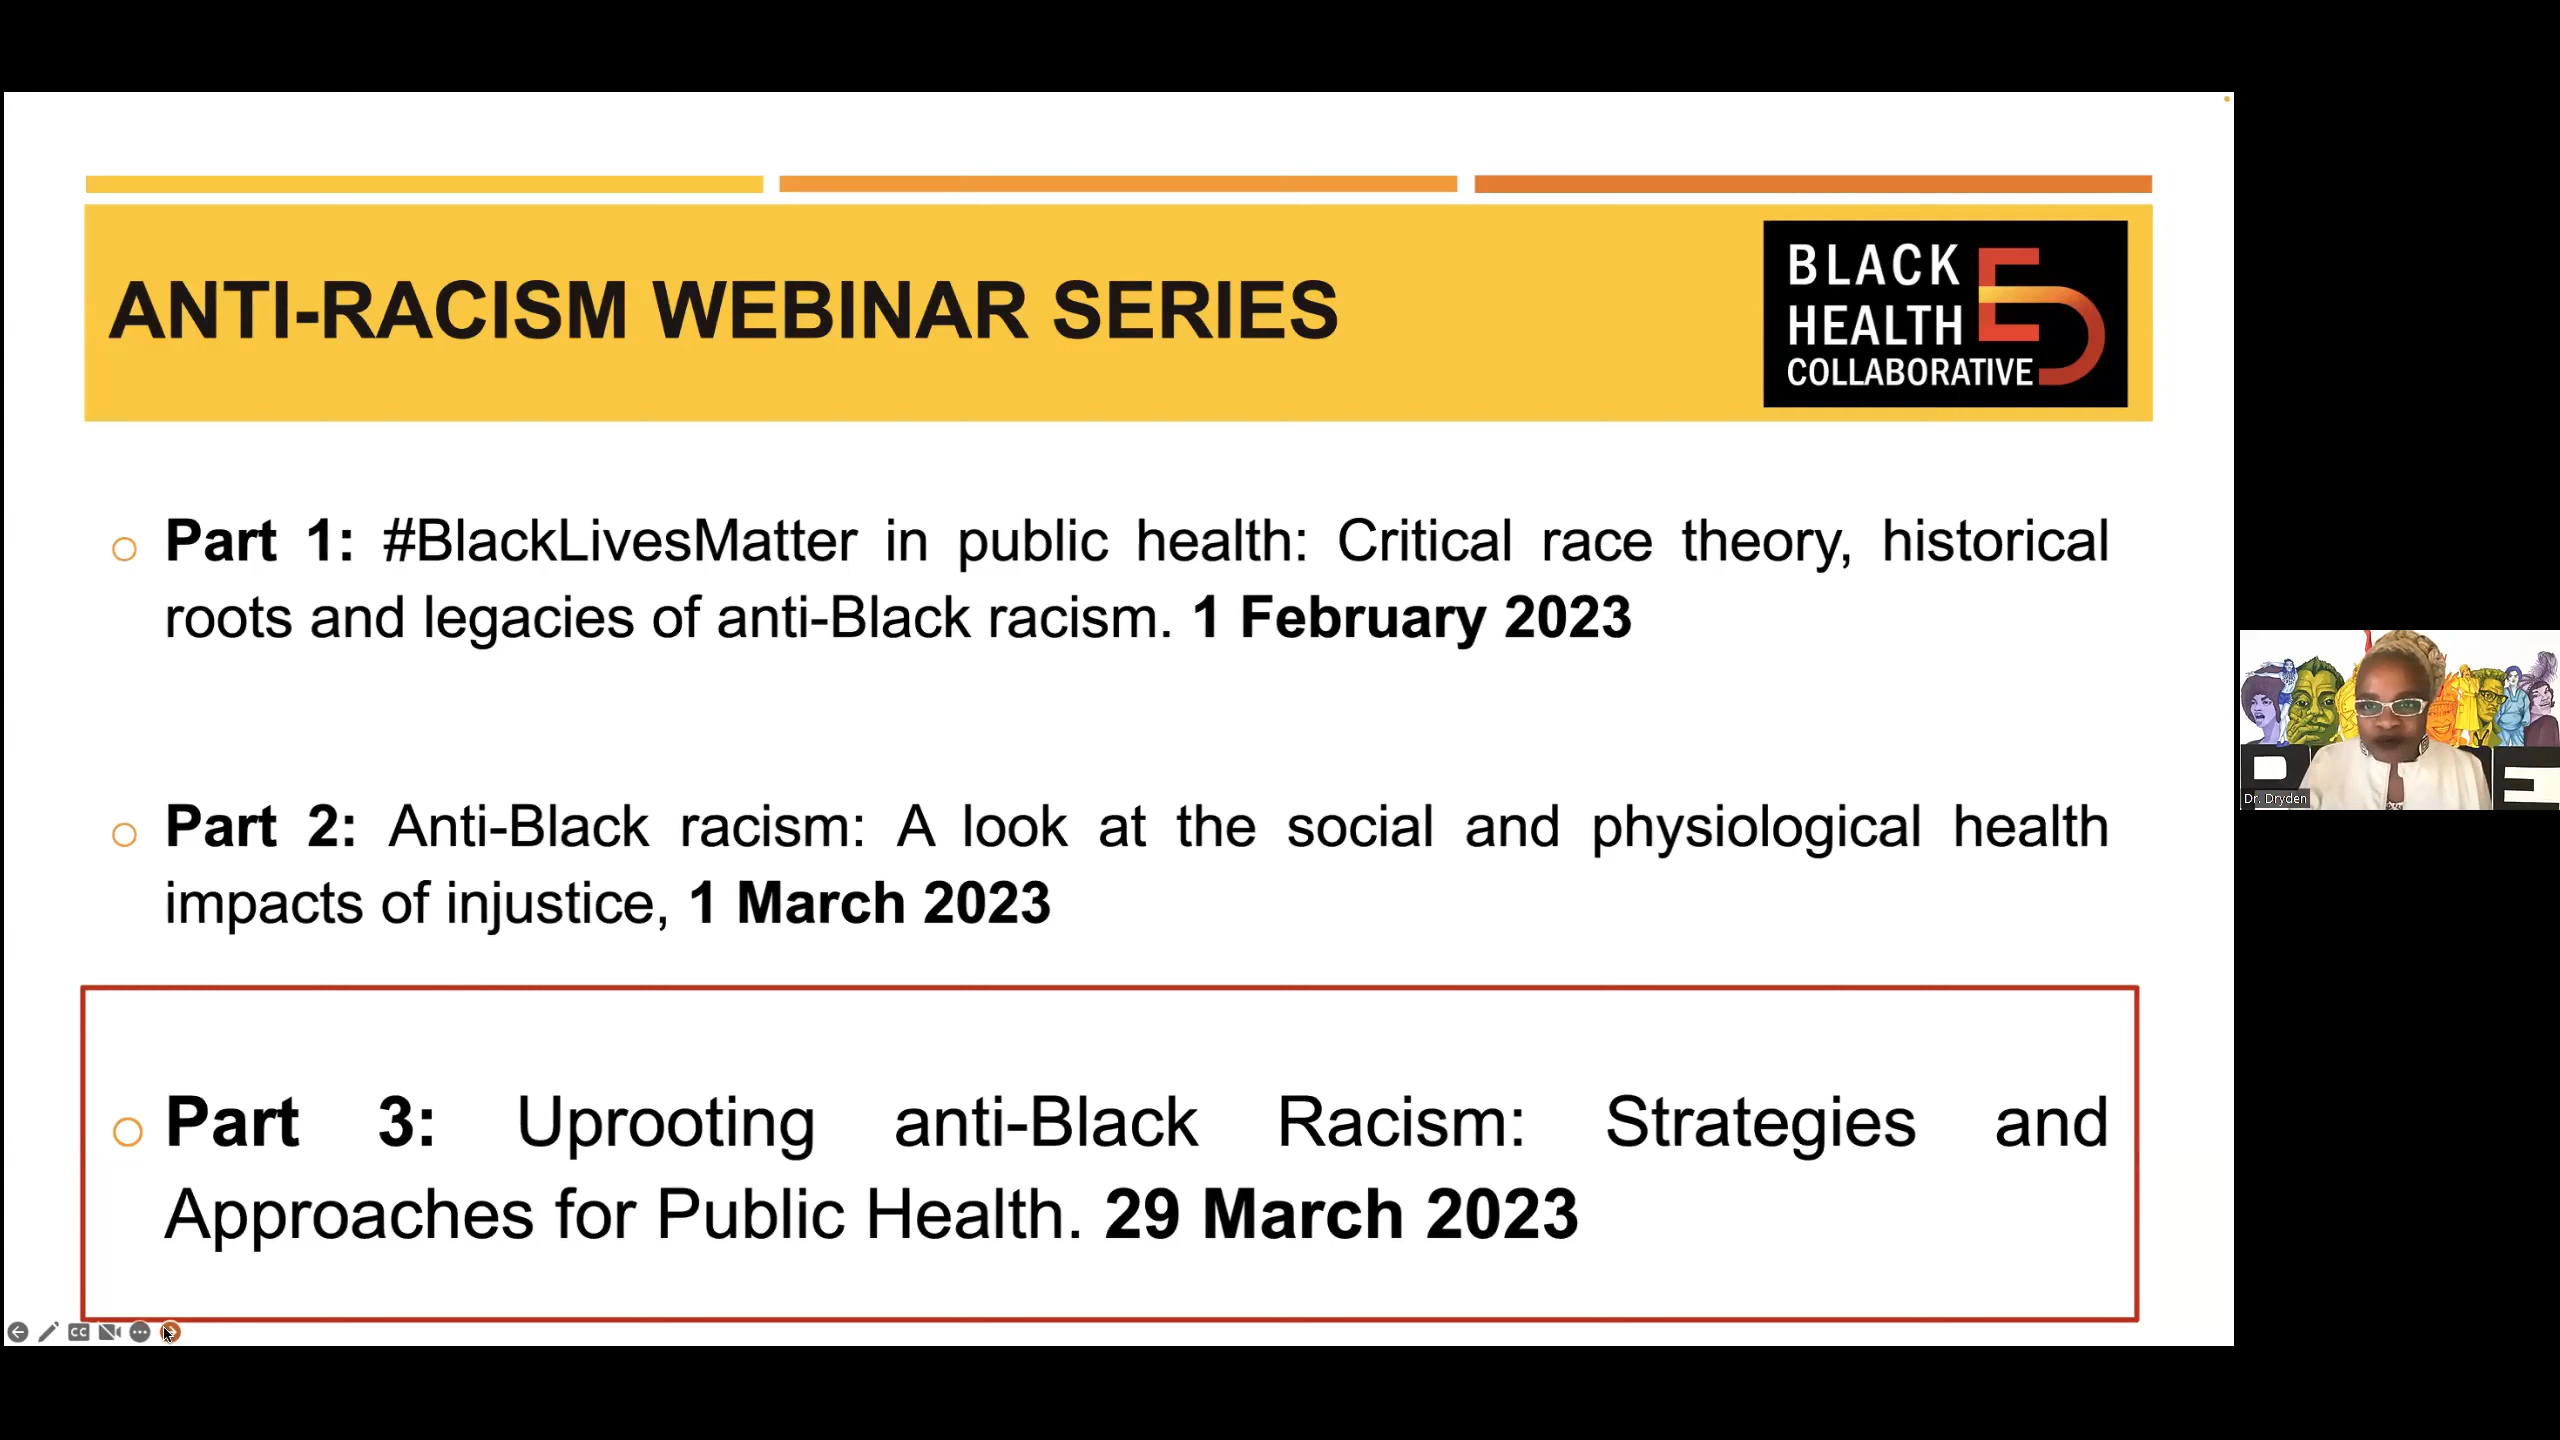 ANTI-RACISM WEBINAR SERIES
BLACK
HEALTH
COLLABORATIVE
ED
Part 1: #BlackLivesMatter in public health: Critical race theory, historical
roots and legacies of anti-Black racism. 1 February 2023
Part 2: Anti-Black racism: A look at the social and physiological health
impacts of injustice, 1 March 2023
Part 3: Uprooting anti-Black Racism: Strategies and
Approaches for Public Health. 29 March 2023
CC
Dr. Dryden